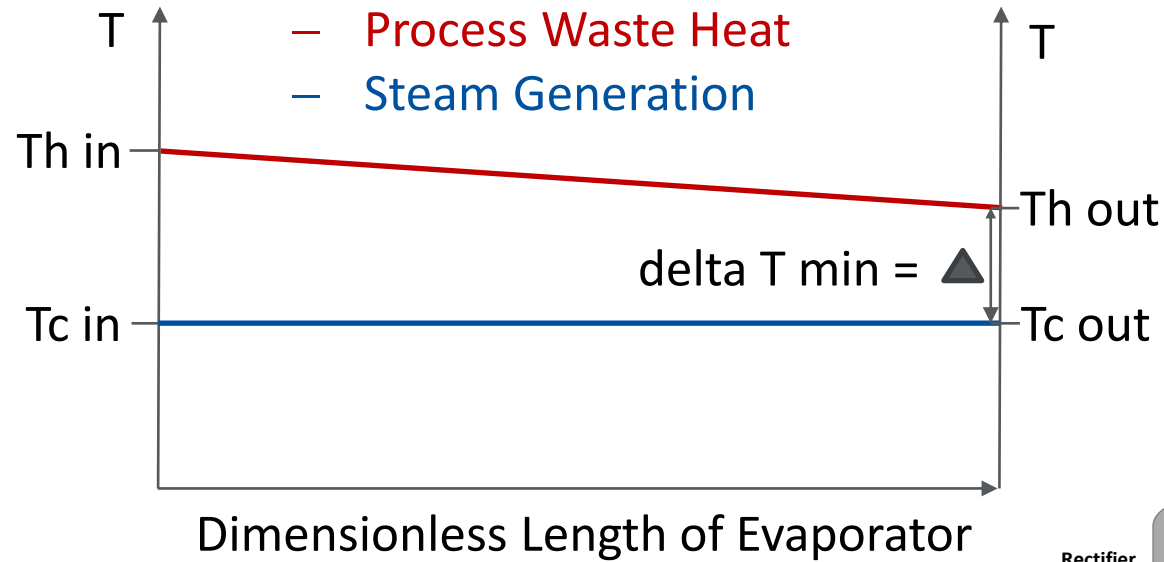 T
– Process Waste Heat
T
– Steam Generation
Th in
Th out
delta T min =
Tc in
Tc out
Dimensionless Length of Evaporator
Rectifier